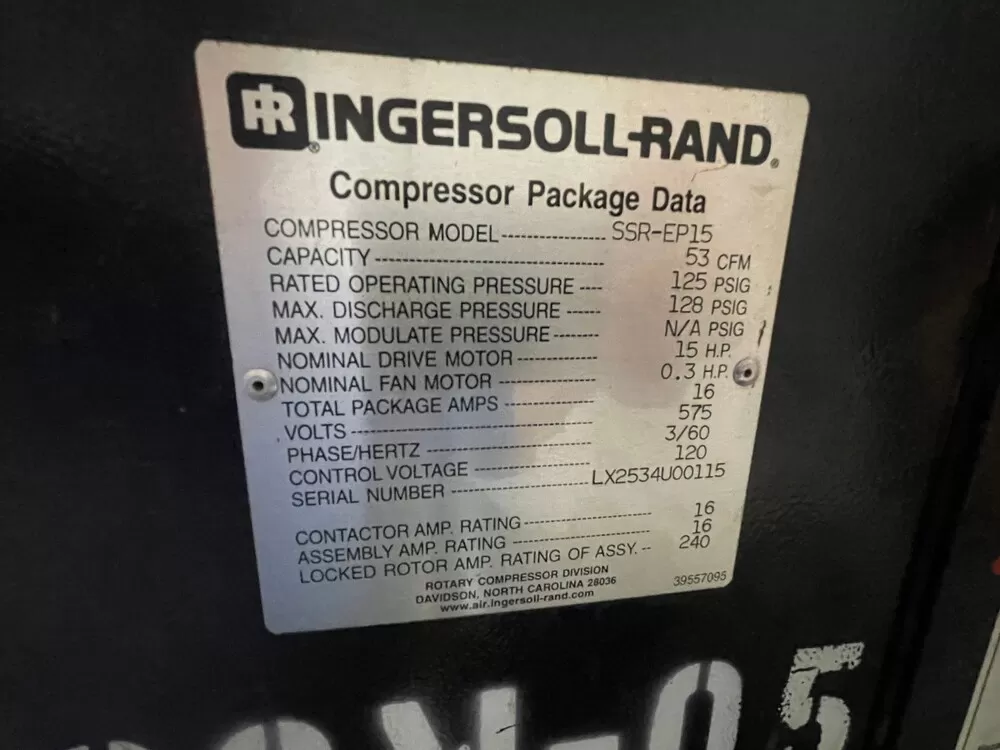 IR INGERSOLL-RAND®
Compressor Package Data
COMPRESSOR MODEL ---------------- SSR-EP15
CAPACITY ----------------------------------- 53 CFM
RATED OPERATING PRESSURE ---- 125 PSIG
MAX. DISCHARGE PRESSURE ------ 128 PSIG
MAX. MODULATE PRESSURE------- N/A PSIG
NOMINAL DRIVE MOTOR ------------ 15 H.P.
NOMINAL FAN MOTOR --------------- 0.3 H.P.
TOTAL PACKAGE AMPS ------------- 16
VOLTS ------------------------------------- 575
PHASE/HERTZ -------------------------- 3/60
CONTROL VOLTAGE ------------------ 120
SERIAL NUMBER --------------------- LX2534U00115
CONTACTOR AMP. RATING ------------------- 16
ASSEMBLY AMP. RATING --------------------- 16
LOCKED ROTOR AMP. RATING OF ASSY. -- 240
ROTARY COMPRESSOR DIVISION
DAVIDSON, NORTH CAROLINA 28036
www.air.ingersoll-rand.com
39557095
-05